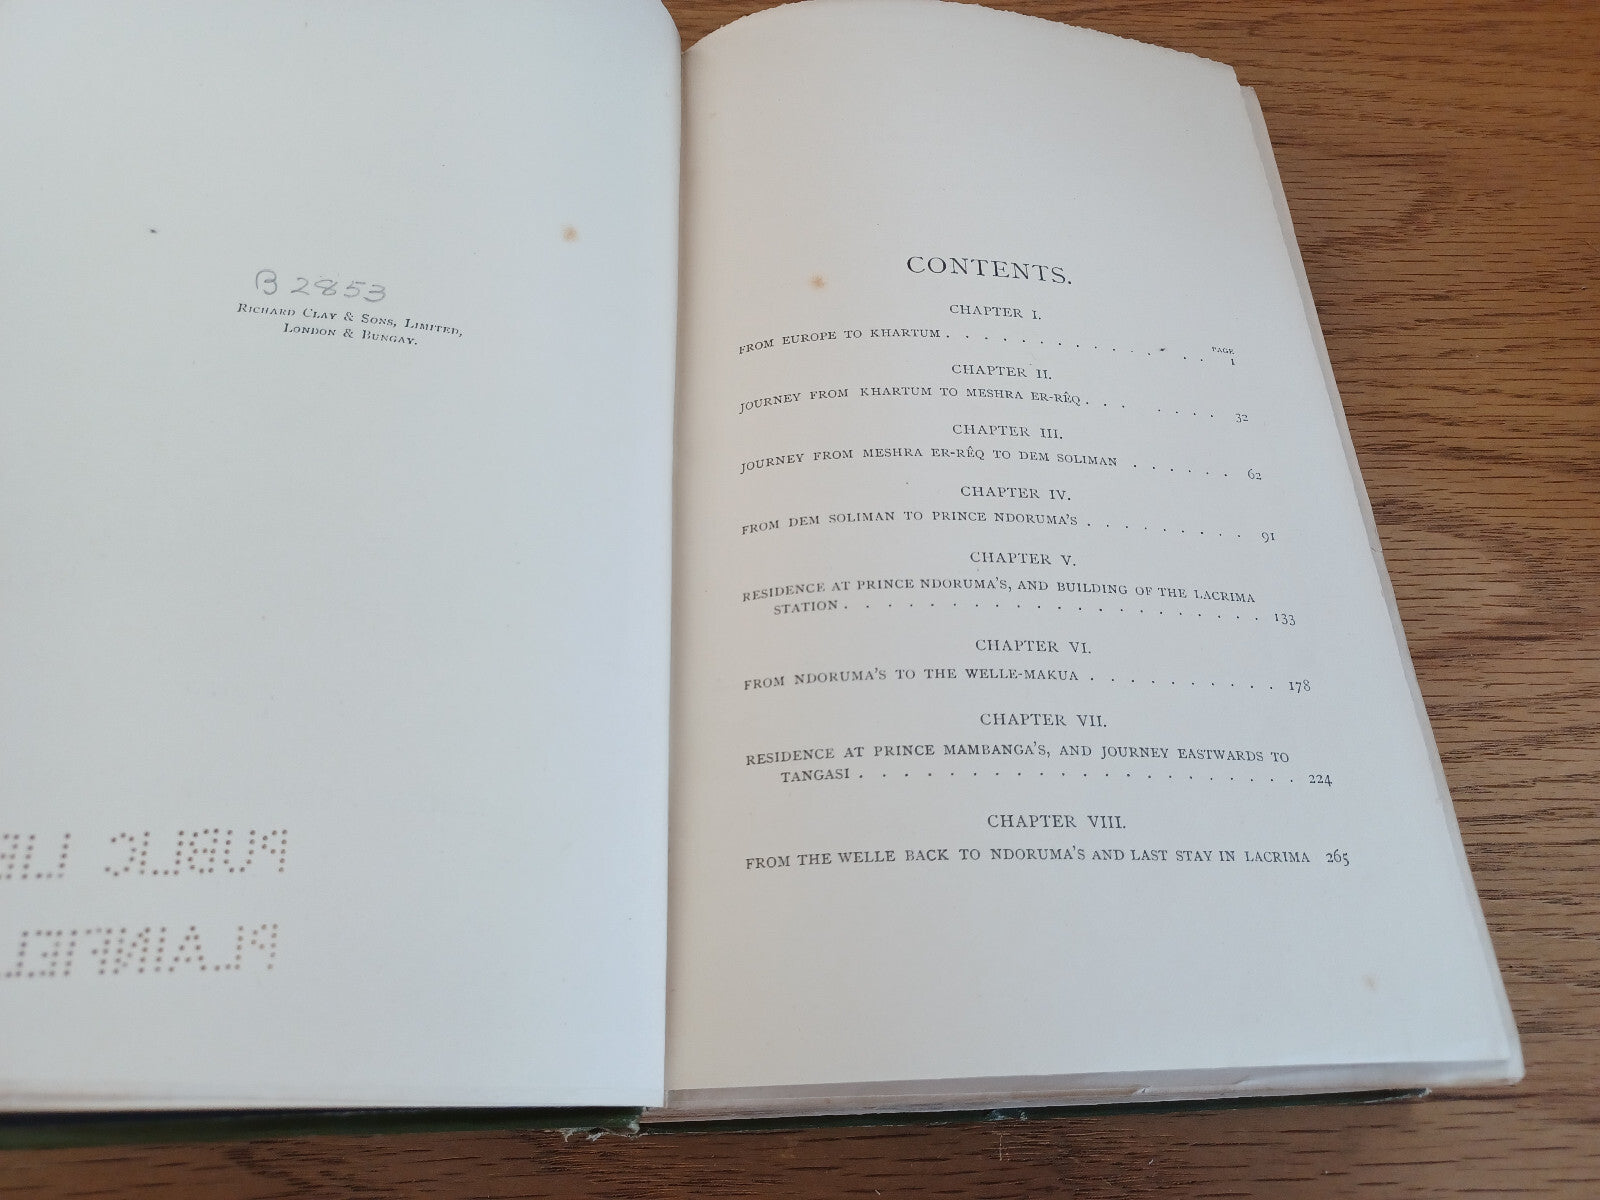 B 2853
RICHARD CLAY & SONS, LIMITED,
LONDON & BUNGAY.
PUBLIC
PLAINFIEL
CONTENTS.
CHAPTER I.
PAGE
FROM EUROPE TO KHARTUM . . . . . . . . . . . . 1
CHAPTER II.
JOURNEY FROM KHARTUM TO MESHRA ER-RÊQ . . . . . . . 32
CHAPTER III.
JOURNEY FROM MESHRA ER-RÊQ TO DEM SOLIMAN . . . . . . 62
CHAPTER IV.
FROM DEM SOLIMAN TO PRINCE NDORUMA'S . . . . . . . . . 91
CHAPTER V.
RESIDENCE AT PRINCE NDORUMA'S, AND BUILDING OF THE LACRIMA
STATION . . . . . . . . . . . . . . . . . . . . 133
CHAPTER VI.
FROM NDORUMA'S TO THE WELLE-MAKUA . . . . . . . . . . 178
CHAPTER VII.
RESIDENCE AT PRINCE MAMBANGA'S, AND JOURNEY EASTWARDS TO
TANGASI . . . . . . . . . . . . . . . . . . . . 224
CHAPTER VIII.
FROM THE WELLE BACK TO NDORUMA'S AND LAST STAY IN LACRIMA 265